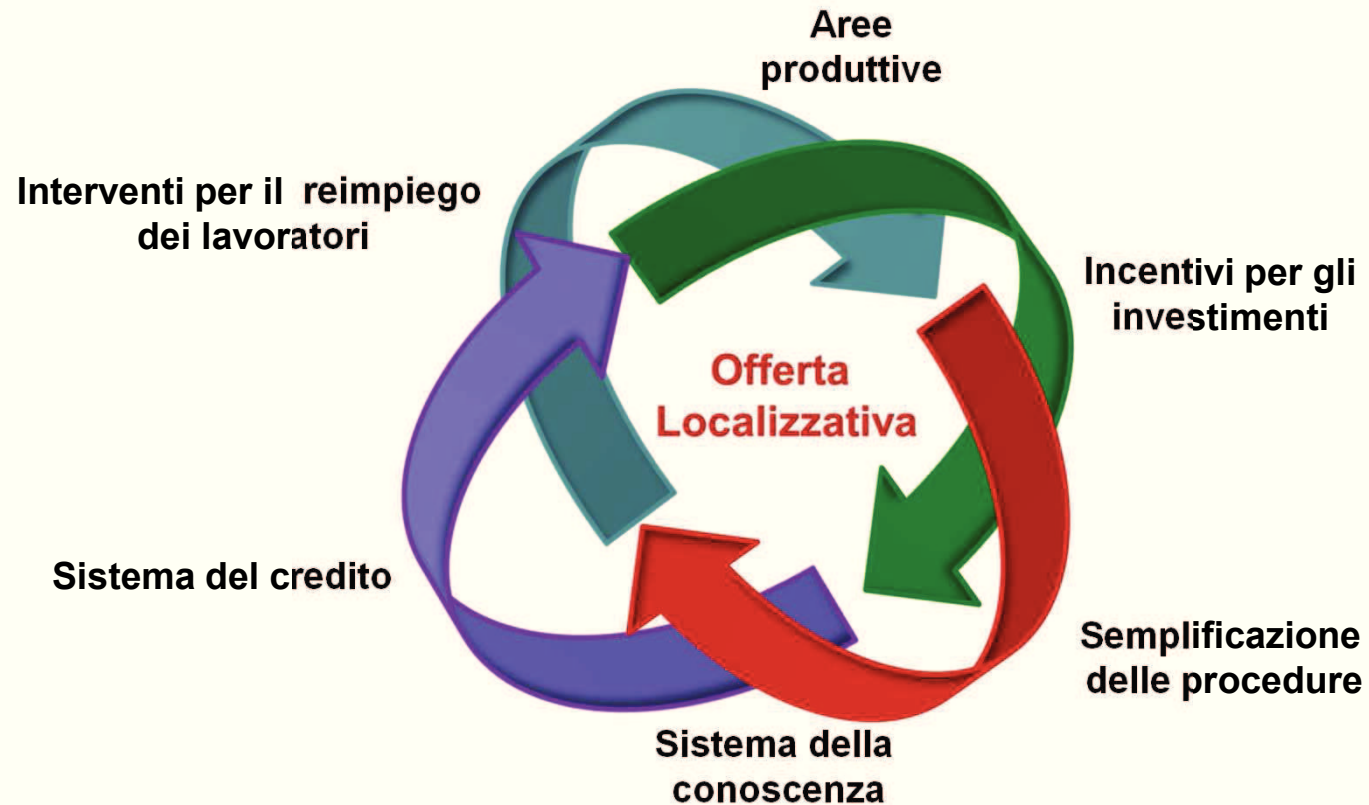 Aree
produttive
Interventi per il reimpiego
dei lavoratori
Incentivi per gli
investimenti
Offerta
Localizzativa
Sistema del credito
Semplificazione
delle procedure
Sistema della
conoscenza